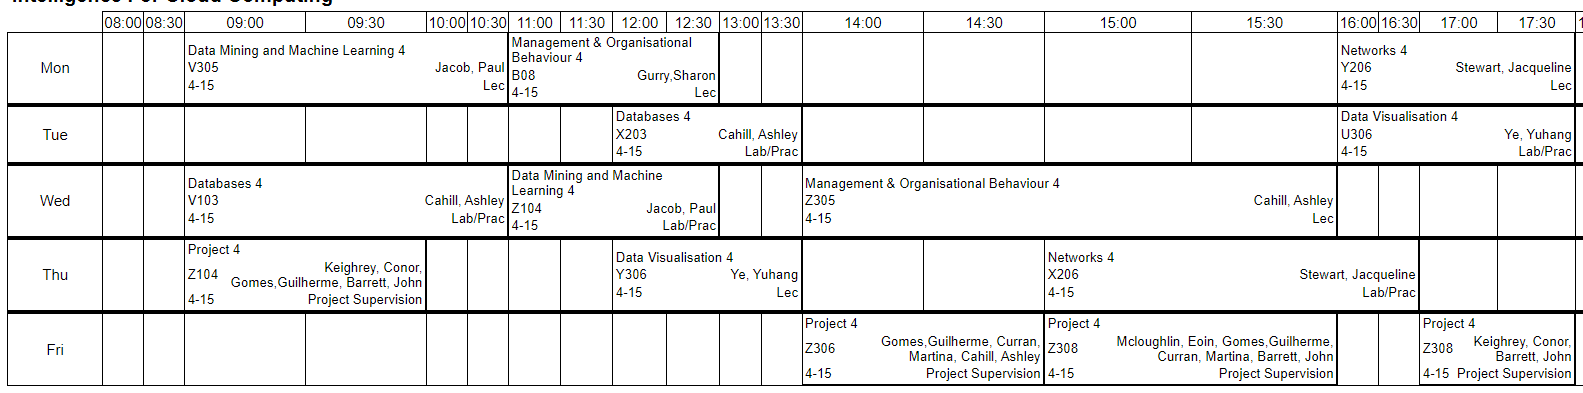 Intelligence For Cloud Computing
08:00 08:30 09:00 09:30 10:00 10:30 11:00 11:30 12:00 12:30 13:00 13:30 14:00 14:30 15:00 15:30 16:00 16:30 17:00 17:30
Mon
Data Mining and Machine Learning 4
V305 Jacob, Paul
4-15 Lec
Management & Organisational
Behaviour 4
B08 Gurry,Sharon
4-15 Lec
Networks 4
Y206 Stewart, Jacqueline
4-15 Lec
Tue
Databases 4
X203 Cahill, Ashley
4-15 Lab/Prac
Data Visualisation 4
U306 Ye, Yuhang
4-15 Lab/Prac
Wed
Databases 4
V103 Cahill, Ashley
4-15 Lab/Prac
Data Mining and Machine
Learning 4
Z104 Jacob, Paul
4-15 Lab/Prac
Management & Organisational Behaviour 4
Z305 Cahill, Ashley
4-15 Lec
Thu
Project 4
Z104 Keighrey, Conor,
Gomes,Guilherme, Barrett, John
4-15 Project Supervision
Data Visualisation 4
Y306 Ye, Yuhang
4-15 Lec
Networks 4
X206 Stewart, Jacqueline
4-15 Lab/Prac
Fri
Project 4
Z306 Gomes,Guilherme, Curran,
Martina, Cahill, Ashley
4-15 Project Supervision
Project 4
Z308 Mcloughlin, Eoin, Gomes,Guilherme,
Curran, Martina, Barrett, John
4-15 Project Supervision
Project 4
Z308 Keighrey, Conor,
Barrett, John
4-15 Project Supervision